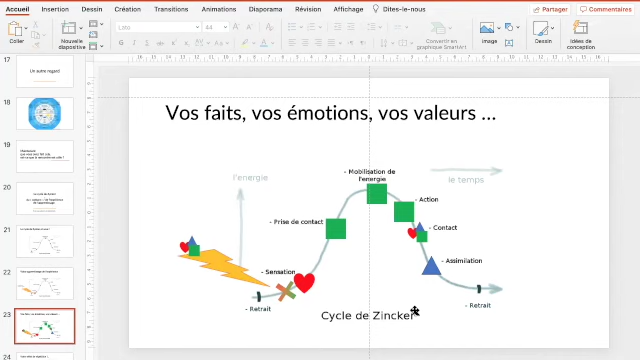 Accueil Insertion Dessin Création Transitions Animations Diaporama Révision Affichage Dites-le-nous Partager Commentaires
Coller Nouvelle diapositive Convertir en graphique SmartArt Image Dessin Idées de conception
17
Un autre regard
18
19
20
21
22
23
24
Vos faits, vos émotions, vos valeurs ...
- Mobilisation de
l'energie
l'energie
le temps
- Action
- Prise de contact
- Contact
- Assimilation
- Sensation
- Retrait
- Retrait
Cycle de Zincker